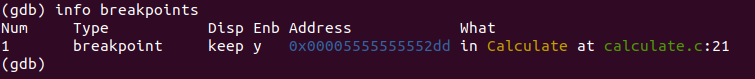 (gdb) info breakpoints
Num     Type           Disp Enb Address            What
1       breakpoint     keep y   0x00005555555552dd in Calculate at calculate.c:21
(gdb)